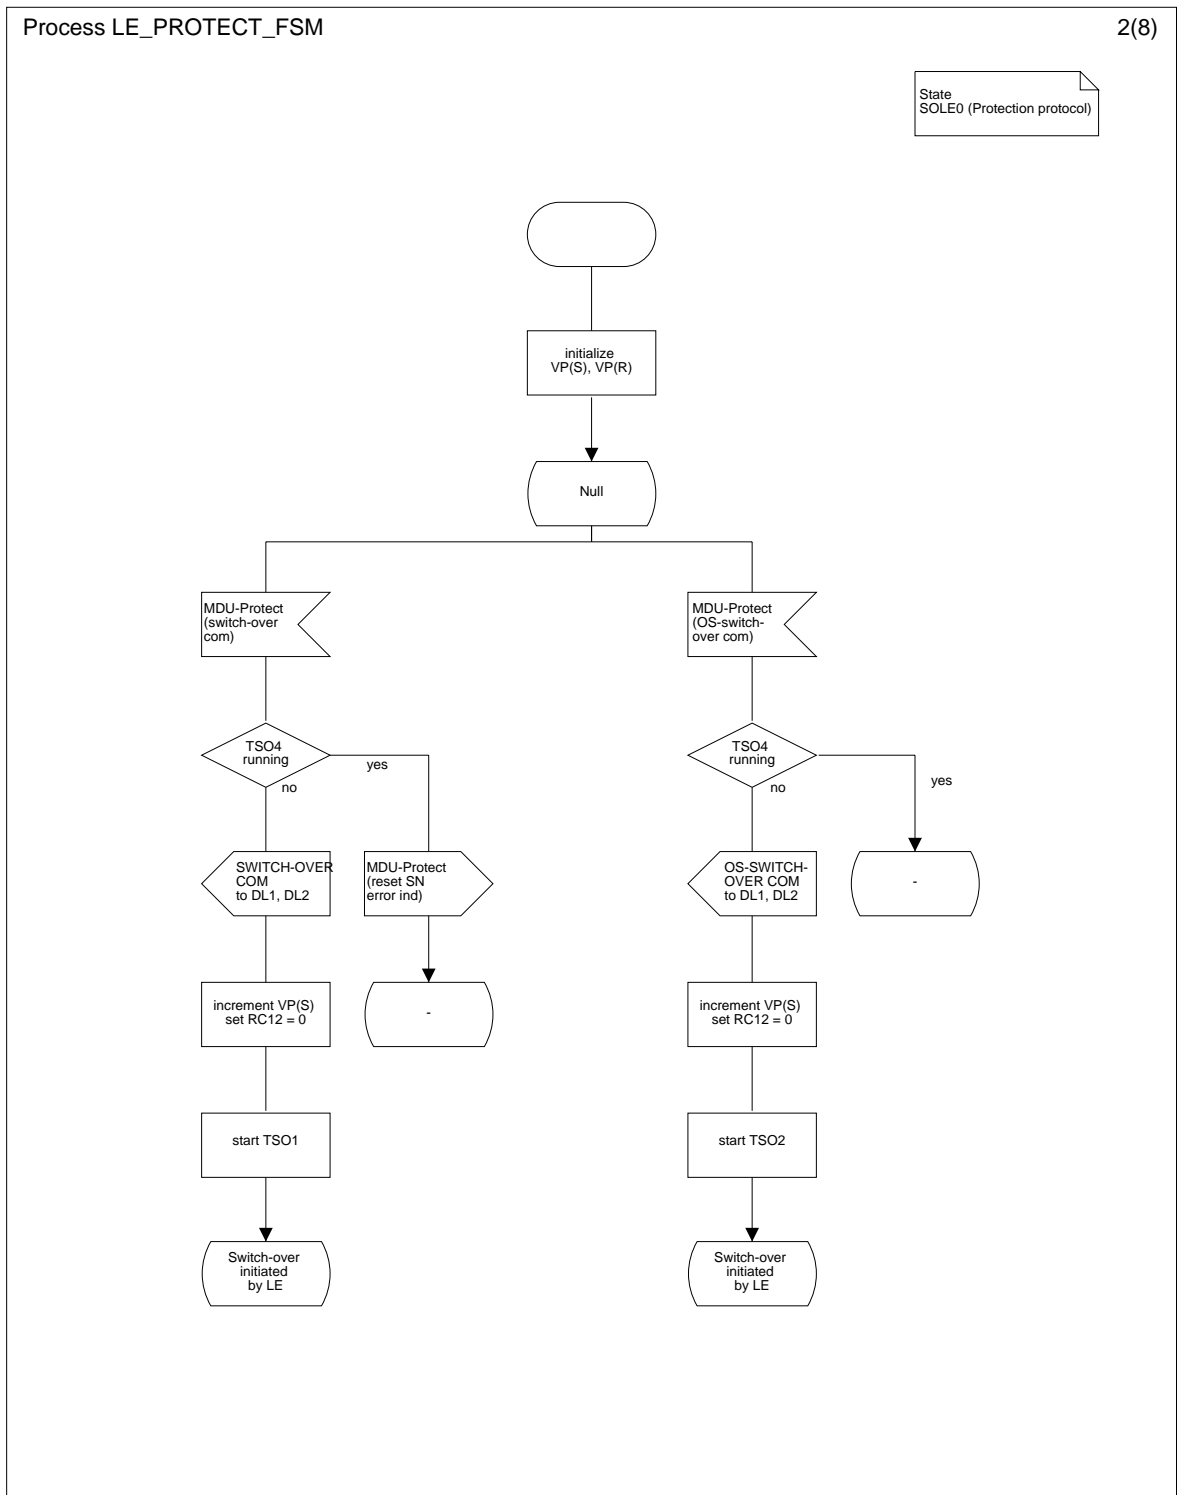 Process LE_PROTECT_FSM
2(8)
State
SOLE0 (Protection protocol)
initialize
VP(S), VP(R)
Null
MDU-Protect
(switch-over
com)
MDU-Protect
(OS-switch-
over com)
TSO4
running
yes
no
TSO4
running
yes
no
SWITCH-OVER
COM
to DL1, DL2
MDU-Protect
(reset SN
error ind)
OS-SWITCH-
OVER COM
to DL1, DL2
-
increment VP(S)
set RC12 = 0
-
increment VP(S)
set RC12 = 0
start TSO1
start TSO2
Switch-over
initiated
by LE
Switch-over
initiated
by LE